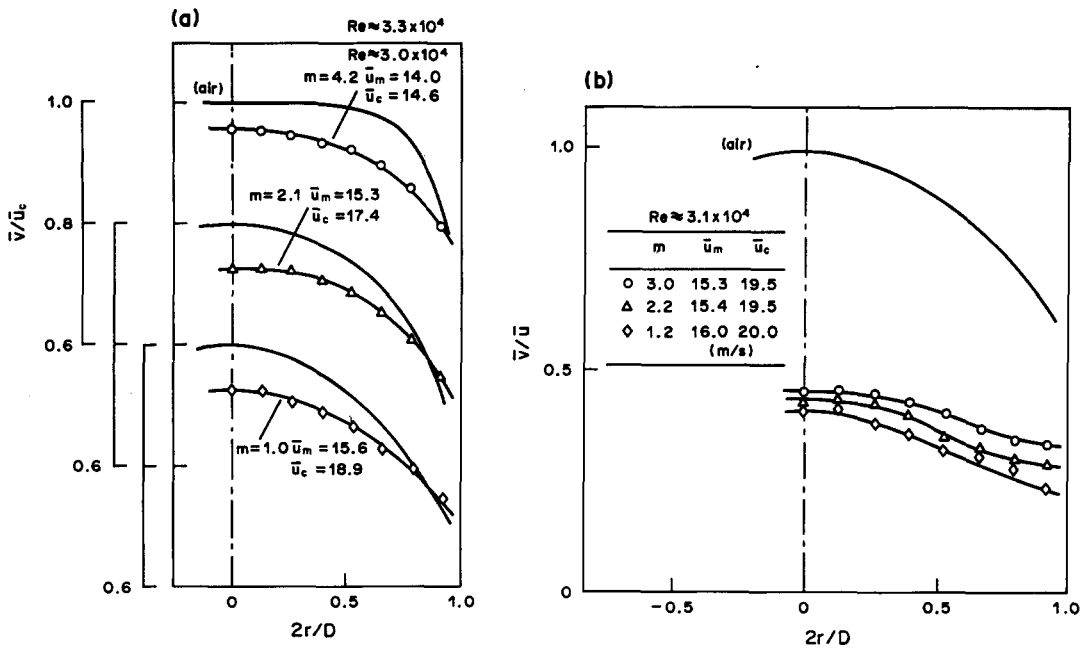 (a)
Re≈3.3x10⁴
Re≈3.0x10⁴
m=4.2 ū_m=14.0
ū_c=14.6
(air)
1.0
m=2.1 ū_m=15.3
ū_c=17.4
0.8
v̄/ū_c
0.6
m=1.0 ū_m=15.6
ū_c=18.9
0.6
0.6
0
0.5
1.0
2r/D
(b)
(air)
1.0
Re≈3.1x10⁴
m ū_m ū_c
3.0 15.3 19.5
2.2 15.4 19.5
1.2 16.0 20.0
(m/s)
v̄/ū
0.5
0
-0.5
0
0.5
1.0
2r/D